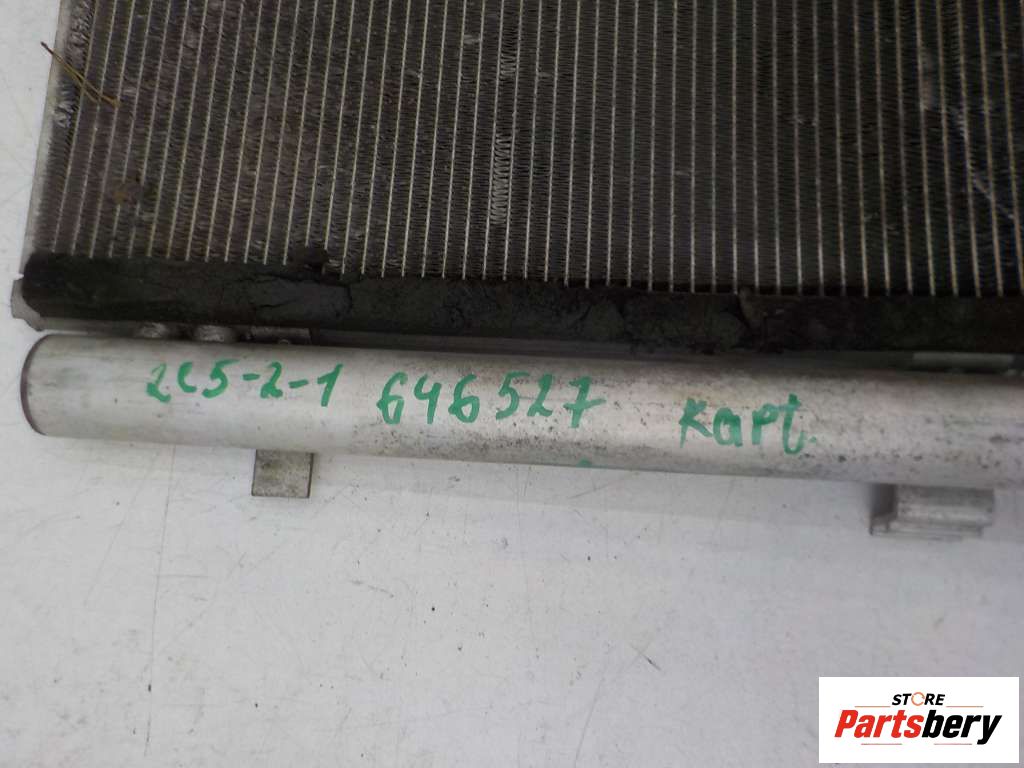 2C5-2-1 646527 Kapt.
STORE
Partsbery